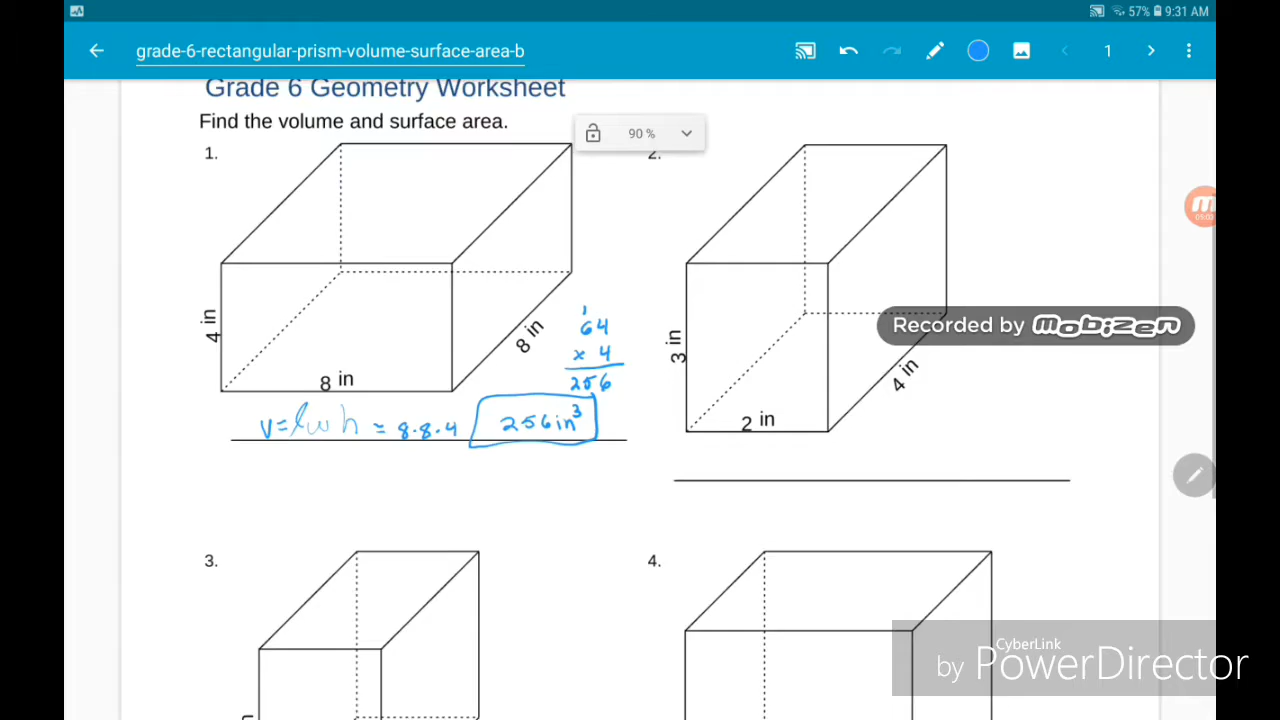 57% 9:31 AM
grade-6-rectangular-prism-volume-surface-area-b
1
Grade 6 Geometry Worksheet
Find the volume and surface area.
90 %
1.
2.
4 in
8 in
8 in
64
x 4
256
V = l w h = 8·8·4 256in³
3 in
2 in
4 in
Recorded by mobizen
3.
4.
CyberLink
by PowerDirector